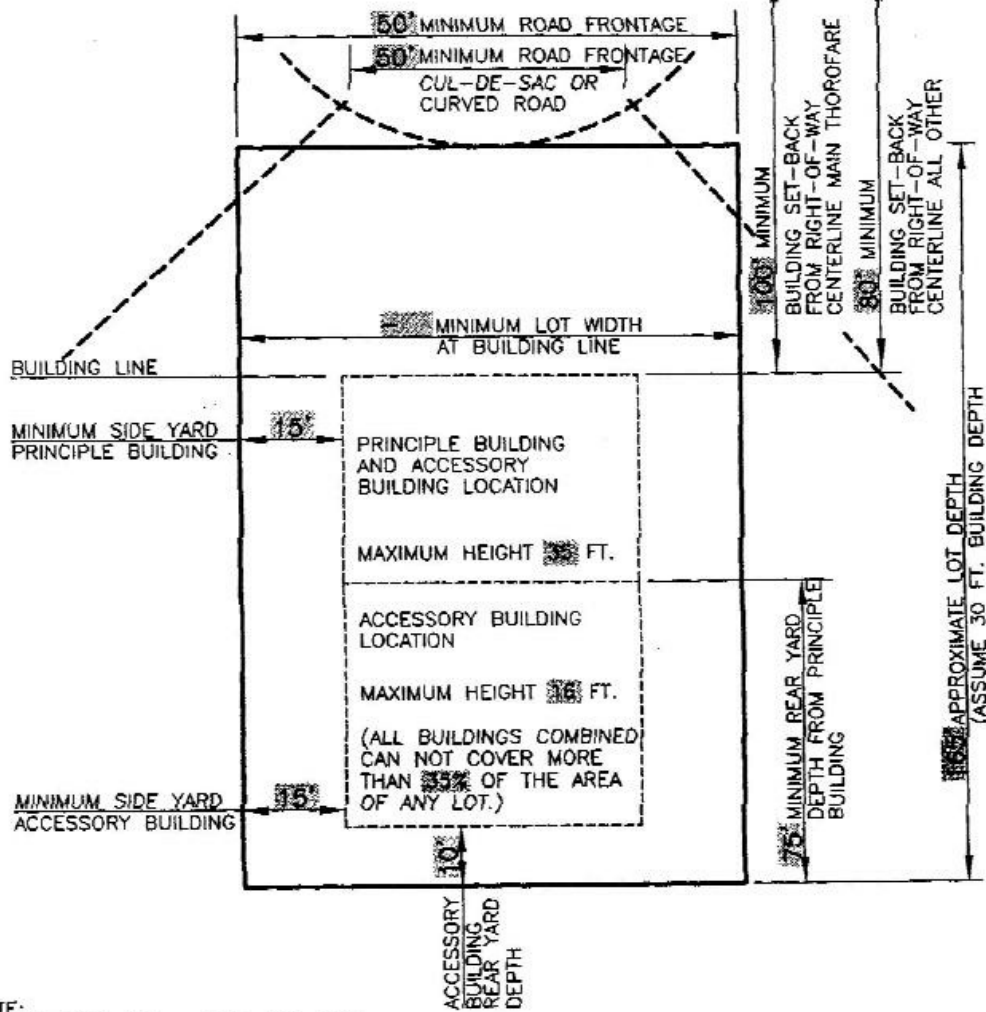 50' MINIMUM ROAD FRONTAGE
50' MINIMUM ROAD FRONTAGE
CUL-DE-SAC OR
CURVED ROAD
100' MINIMUM
BUILDING SET-BACK
FROM RIGHT-OF-WAY
CENTERLINE MAIN THOROFARE
80' MINIMUM
BUILDING SET-BACK
FROM RIGHT-OF-WAY
CENTERLINE ALL OTHER
MINIMUM LOT WIDTH
AT BUILDING LINE
BUILDING LINE
MINIMUM SIDE YARD
PRINCIPLE BUILDING
15'
PRINCIPLE BUILDING
AND ACCESSORY
BUILDING LOCATION
MAXIMUM HEIGHT 35 FT.
ACCESSORY BUILDING
LOCATION
MAXIMUM HEIGHT 16 FT.
(ALL BUILDINGS COMBINED
CAN NOT COVER MORE
THAN 35% OF THE AREA
OF ANY LOT.)
MINIMUM SIDE YARD
ACCESSORY BUILDING
15'
10'
ACCESSORY
BUILDING
REAR YARD
DEPTH
75' MINIMUM REAR YARD
DEPTH FROM PRINCIPLE
BUILDING
165' APPROXIMATE LOT DEPTH
(ASSUME 30 FT. BUILDING DEPTH